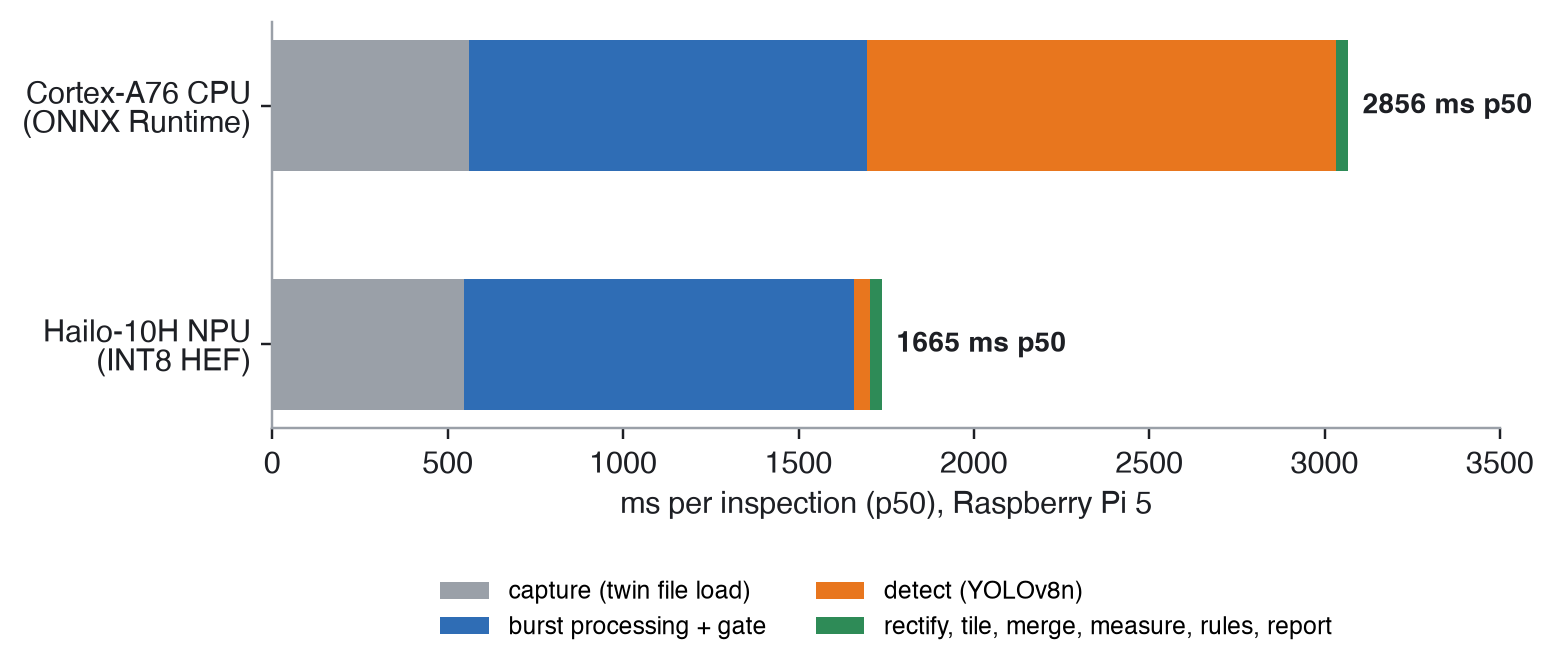 Cortex-A76 CPU
(ONNX Runtime)
2856 ms p50
Hailo-10H NPU
(INT8 HEF)
1665 ms p50
0 500 1000 1500 2000 2500 3000 3500
ms per inspection (p50), Raspberry Pi 5
capture (twin file load)
burst processing + gate
detect (YOLOv8n)
rectify, tile, merge, measure, rules, report